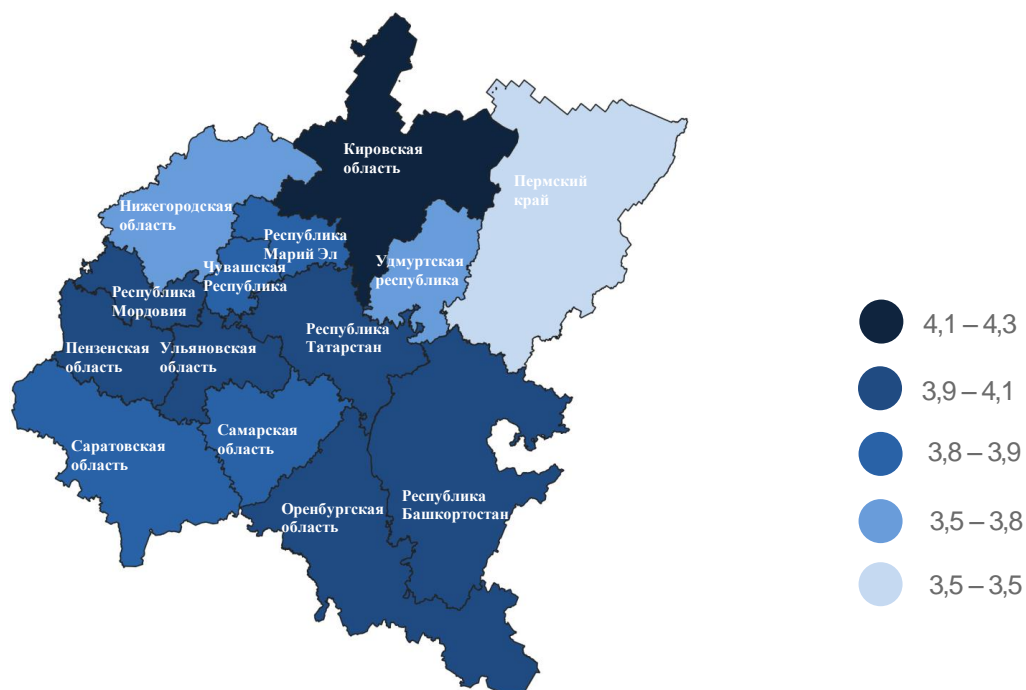 Кировская
область
Пермский
край
Нижегородская
область
Республика
Марий Эл
Удмуртская
республика
Чувашская
Республика
Республика
Мордовия
Республика
Татарстан
Пензенская
область
Ульяновская
область
Саратовская
область
Самарская
область
Оренбургская
область
Республика
Башкортостан
4,1 – 4,3
3,9 – 4,1
3,8 – 3,9
3,5 – 3,8
3,5 – 3,5